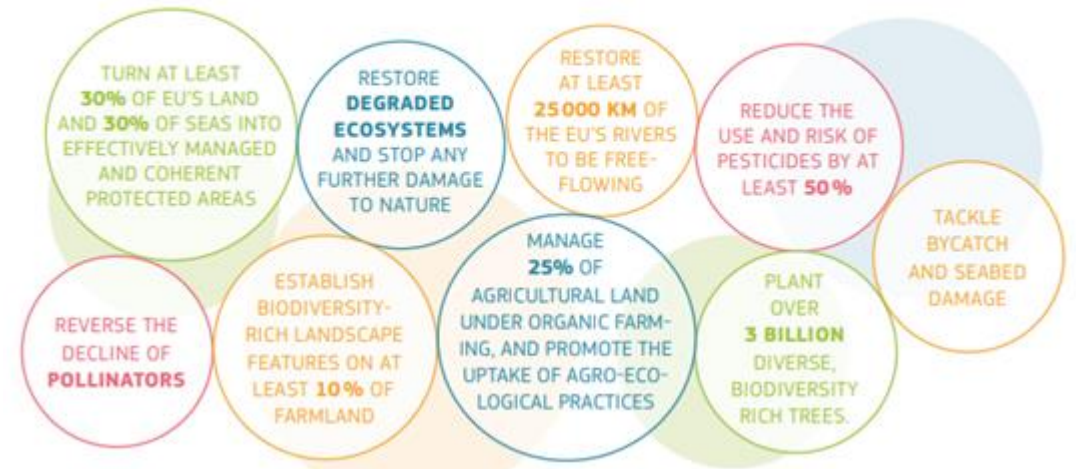 TURN AT LEAST
30% OF EU'S LAND
AND 30% OF SEAS INTO
EFFECTIVELY MANAGED
AND COHERENT
PROTECTED AREAS
RESTORE
DEGRADED
ECOSYSTEMS
AND STOP ANY
FURTHER DAMAGE
TO NATURE
RESTORE
AT LEAST
25 000 KM OF
THE EU'S RIVERS
TO BE FREE-
FLOWING
REDUCE THE
USE AND RISK OF
PESTICIDES BY AT
LEAST 50 %
TACKLE
BYCATCH
AND SEABED
DAMAGE
REVERSE THE
DECLINE OF
POLLINATORS
ESTABLISH
BIODIVERSITY-
RICH LANDSCAPE
FEATURES ON AT
LEAST 10 % OF
FARMLAND
MANAGE
25% OF
AGRICULTURAL LAND
UNDER ORGANIC FARM-
ING, AND PROMOTE THE
UPTAKE OF AGRO-ECO-
LOGICAL PRACTICES
PLANT
OVER
3 BILLION
DIVERSE,
BIODIVERSITY
RICH TREES.